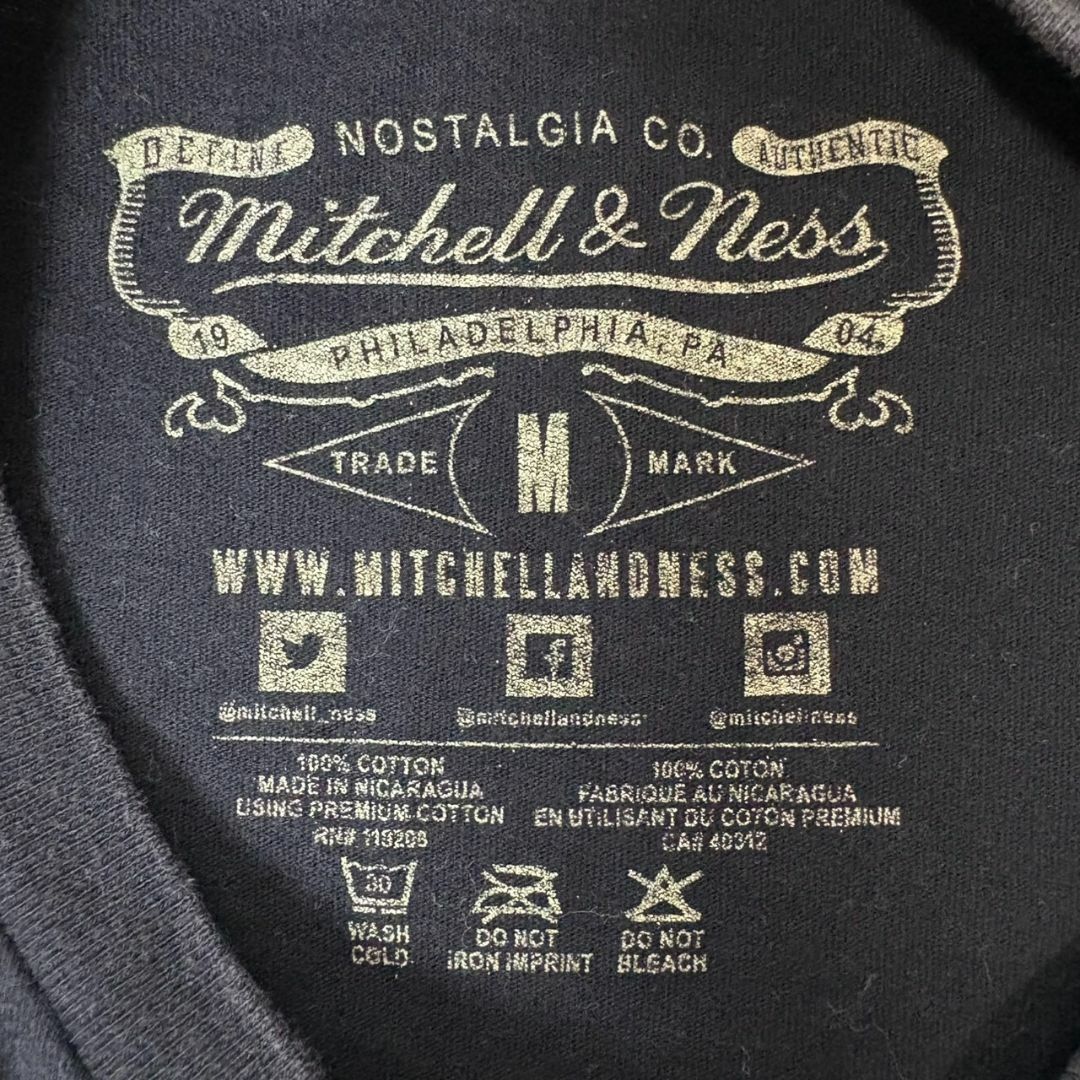 NOSTALGIA CO.
DEFINE AUTHENTIC
Mitchell & Ness
19 PHILADELPHIA, PA 04
TRADE M MARK
WWW.MITCHELLANDNESS.COM
@mitchell_ness @mitchellandness @mitchellness
100% COTTON
MADE IN NICARAGUA
USING PREMIUM COTTON
RN# 119209
100% COTON
FABRIQUE AU NICARAGUA
EN UTILISANT DU COTON PREMIUM
CA# 40312
30
WASH
COLD
DO NOT
IRON IMPRINT
DO NOT
BLEACH